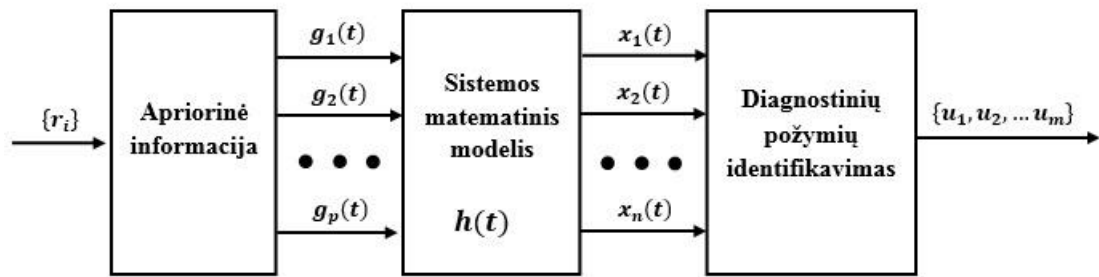 {r_i}
Apriorinė
informacija
g_1(t)
g_2(t)
• • •
g_p(t)
Sistemos
matematinis
modelis
h(t)
x_1(t)
x_2(t)
• • •
x_n(t)
Diagnostinių
požymių
identifikavimas
{u_1, u_2, … u_m}